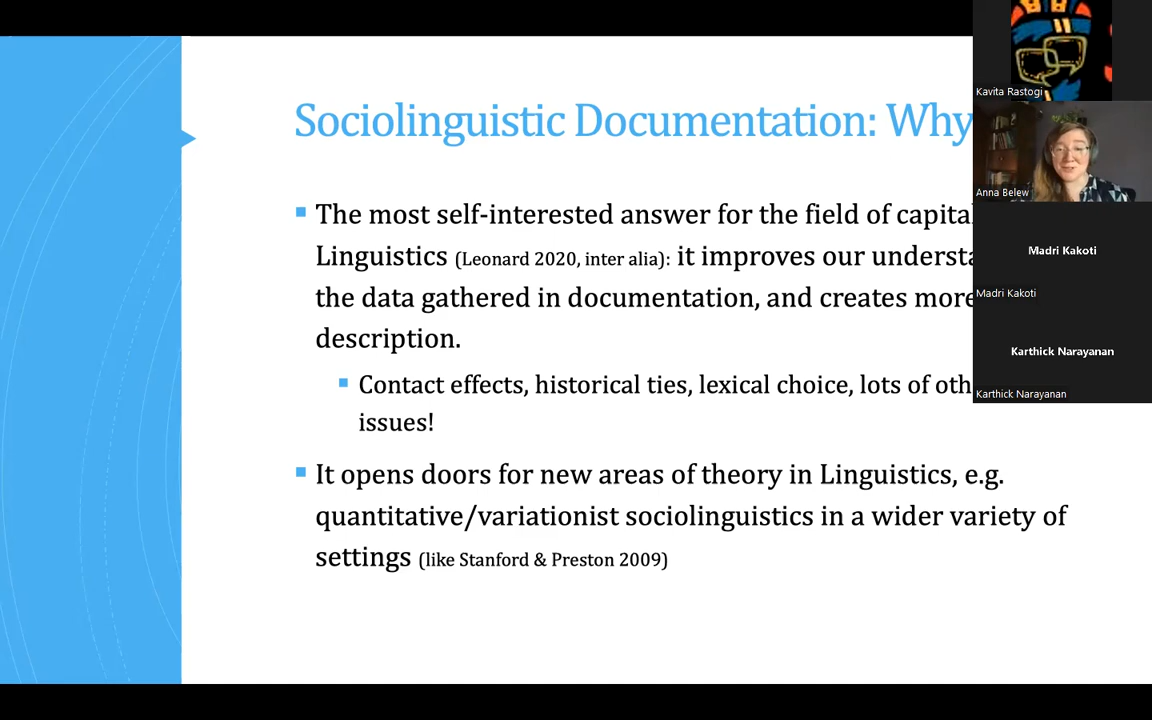 Sociolinguistic Documentation: Why
The most self-interested answer for the field of capital
Linguistics (Leonard 2020, inter alia): it improves our understa
the data gathered in documentation, and creates more
description.
Contact effects, historical ties, lexical choice, lots of oth
issues!
It opens doors for new areas of theory in Linguistics, e.g.
quantitative/variationist sociolinguistics in a wider variety of
settings (like Stanford & Preston 2009)
Kavita Rastogi
Anna Belew
Madri Kakoti
Madri Kakoti
Karthick Narayanan
Karthick Narayanan